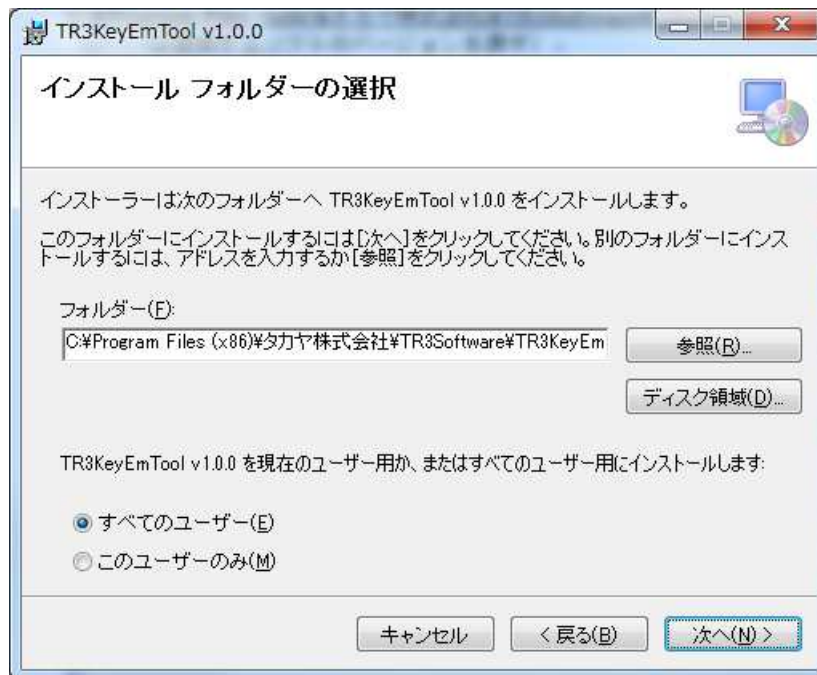 TR3KeyEmTool v1.0.0
インストール フォルダーの選択
インストーラーは次のフォルダーへ TR3KeyEmTool v1.0.0 をインストールします。
このフォルダーにインストールするには[次へ]をクリックしてください。別のフォルダーにインス
トールするには、アドレスを入力するか[参照]をクリックしてください。
フォルダー(F):
C:¥Program Files (x86)¥タカヤ株式会社¥TR3Software¥TR3KeyEm
参照(R)...
ディスク領域(D)...
TR3KeyEmTool v1.0.0 を現在のユーザー用か、またはすべてのユーザー用にインストールします:
すべてのユーザー(E)
このユーザーのみ(M)
キャンセル
< 戻る(B)
次へ(N) >